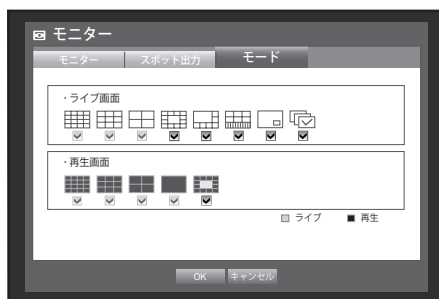 モニター
モニター スポット出力 モード
・ライブ画面
・再生画面
ライブ 再生
OK キャンセル